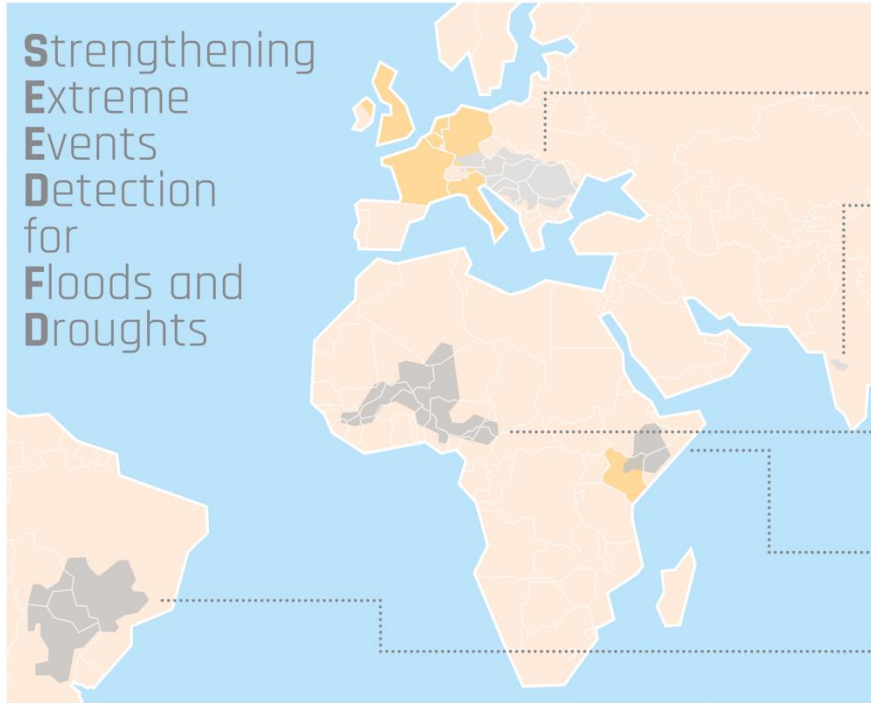 Strengthening
Extreme
Events
Detection
for
Floods and
Droughts